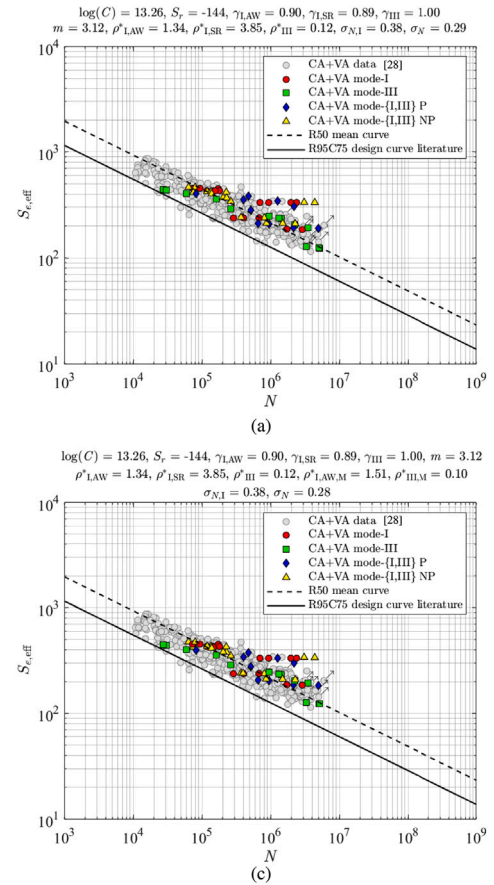 log(C) = 13.26, S_r = -144, γ_I,AW = 0.90, γ_I,SR = 0.89, γ_III = 1.00
m = 3.12, ρ*_I,AW = 1.34, ρ*_I,SR = 3.85, ρ*_III = 0.12, σ_N,I = 0.38, σ_N = 0.29
10^4
CA+VA data [28]
CA+VA mode-I
CA+VA mode-III
CA+VA mode-{I,III} P
CA+VA mode-{I,III} NP
R50 mean curve
R95C75 design curve literature
10^3
S_e,eff
10^2
10^1
10^3 10^4 10^5 10^6 10^7 10^8 10^9
N
(a)
log(C) = 13.26, S_r = -144, γ_I,AW = 0.90, γ_I,SR = 0.89, γ_III = 1.00, m = 3.12
ρ*_I,AW = 1.34, ρ*_I,SR = 3.85, ρ*_III = 0.12, ρ*_I,AW,M = 1.51, ρ*_III,M = 0.10
σ_N,I = 0.38, σ_N = 0.28
10^4
CA+VA data [28]
CA+VA mode-I
CA+VA mode-III
CA+VA mode-{I,III} P
CA+VA mode-{I,III} NP
R50 mean curve
R95C75 design curve literature
10^3
S_e,eff
10^2
10^1
10^3 10^4 10^5 10^6 10^7 10^8 10^9
N
(c)